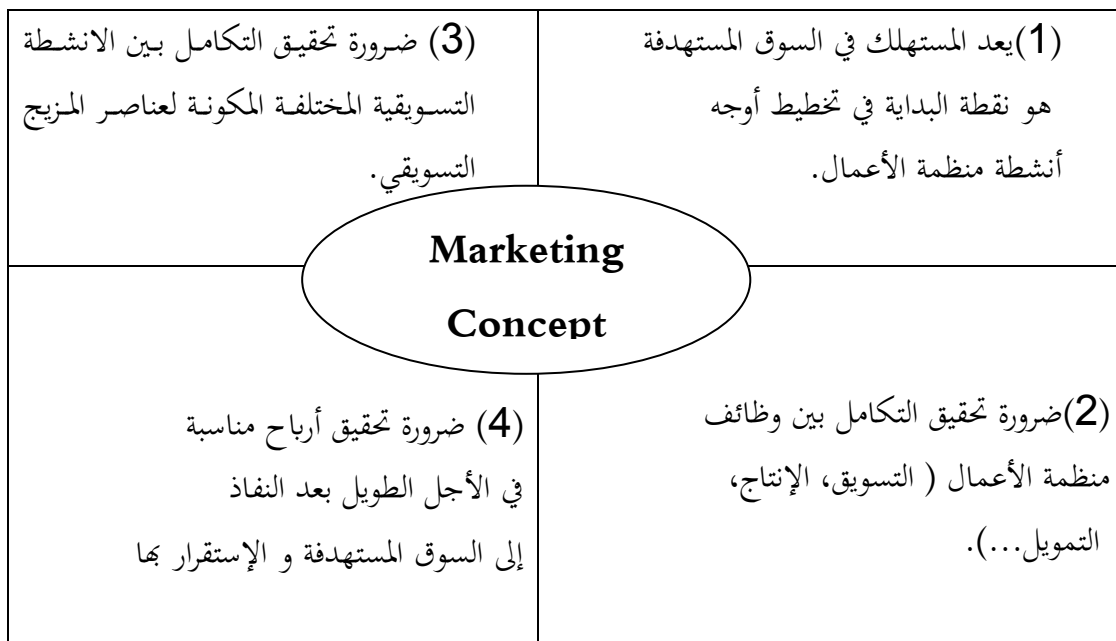 (1)يعد المستهلك في السوق المستهدفة
هو نقطة البداية في تخطيط أوجه
أنشطة منظمة الأعمال.
(3) ضرورة تحقيق التكامل بين الانشطة
التسويقية المختلفة المكونة لعناصر المزيج
التسويقي.
Marketing
Concept
(2)ضرورة تحقيق التكامل بين وظائف
منظمة الأعمال ( التسويق، الإنتاج،
التمويل...).
(4) ضرورة تحقيق أرباح مناسبة
في الأجل الطويل بعد النفاذ
إلى السوق المستهدفة و الإستقرار بها